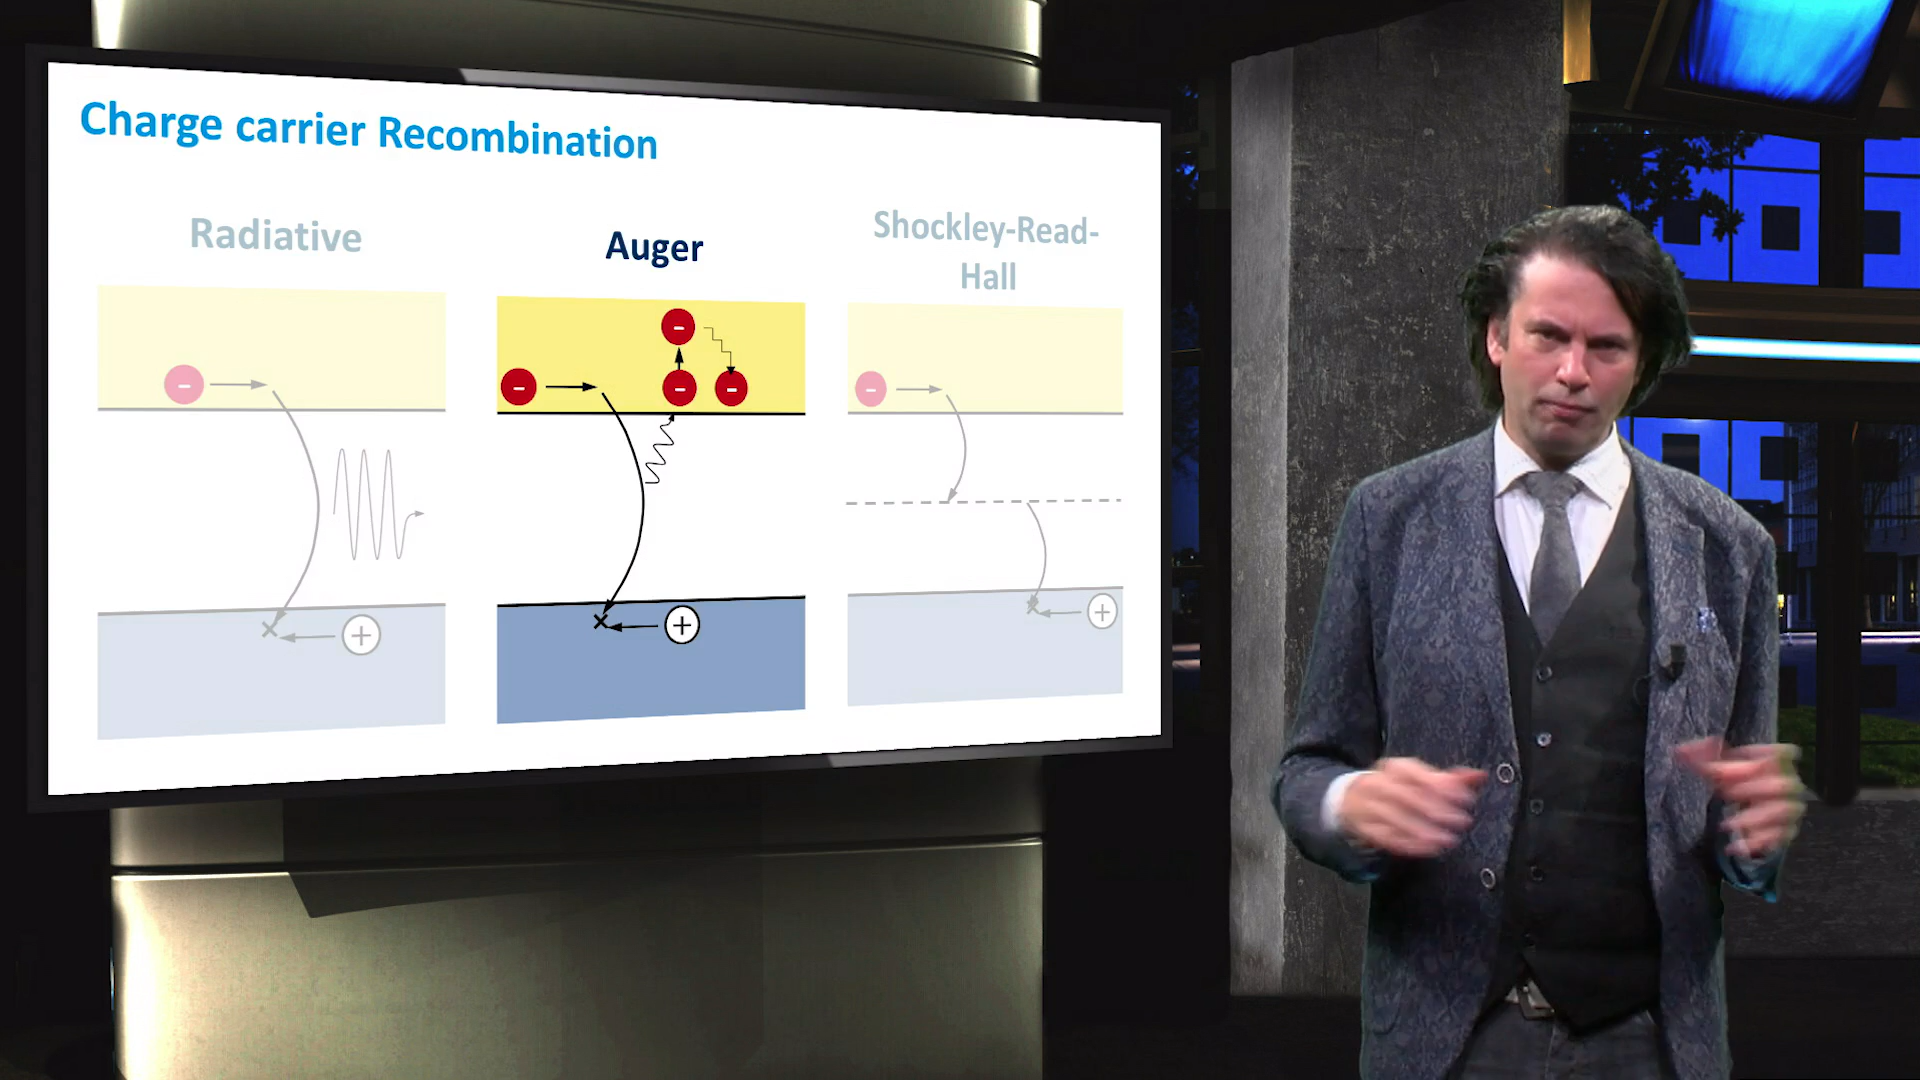 Charge carrier Recombination
Radiative
Auger
Shockley-Read-
Hall
-
-
-
-
-
+
+
+
×
×
×